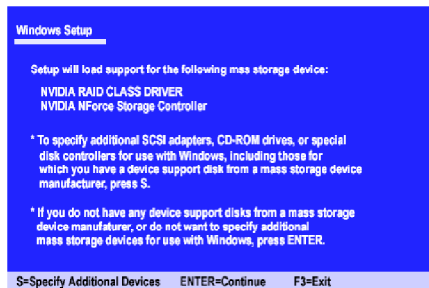 Windows Setup
Setup will load support for the following mss storage device:
NVIDIA RAID CLASS DRIVER
NVIDIA NForce Storage Controller
* To specify additional SCSI adapters, CD-ROM drives, or special
disk controllers for use with Windows, including those for
which you have a device support disk from a mass storage device
manufacturer, press S.
* If you do not have any device support disks from a mass storage
device manufaturer, or do not want to specify additional
mass storage devices for use with Windows, press ENTER.
S=Specify Additional Devices ENTER=Continue F3=Exit